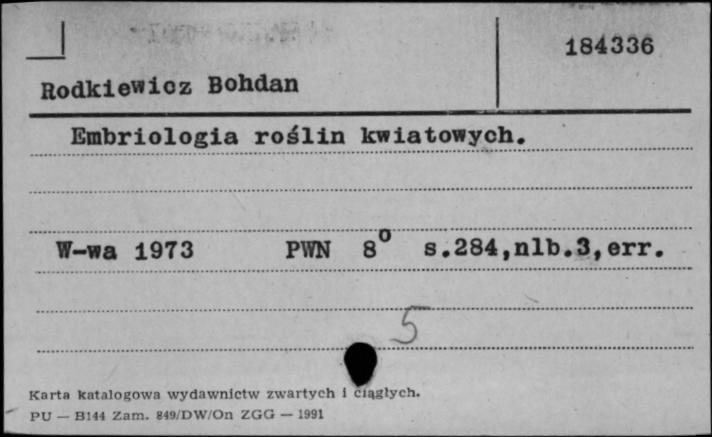 184336
Rodkiewicz Bohdan
Embriologia roślin kwiatowych.
W-wa 1973 PWN 8° s.284,nlb.3,err.
5
Karta katalogowa wydawnictw zwartych i ciągłych.
PU — B144 Zam. 849/DW/On ZGG — 1991